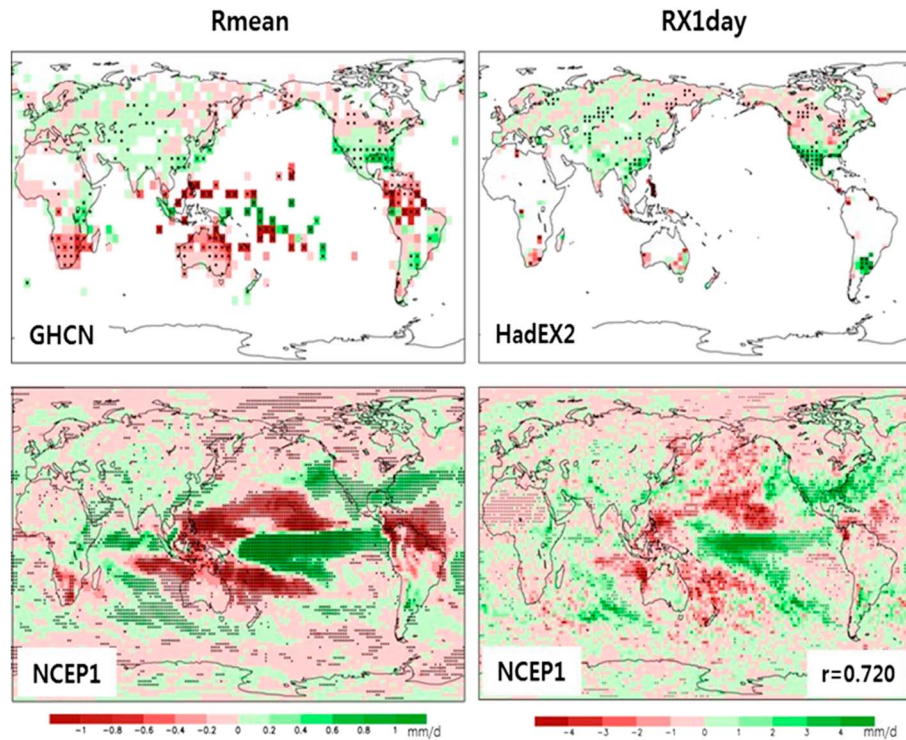 Rmean
RX1day
GHCN
HadEX2
NCEP1
NCEP1
r=0.720
-1 -0.8 -0.6 -0.4 -0.2 0 0.2 0.4 0.6 0.8 1 mm/d
-4 -3 -2 -1 0 1 2 3 4 mm/d